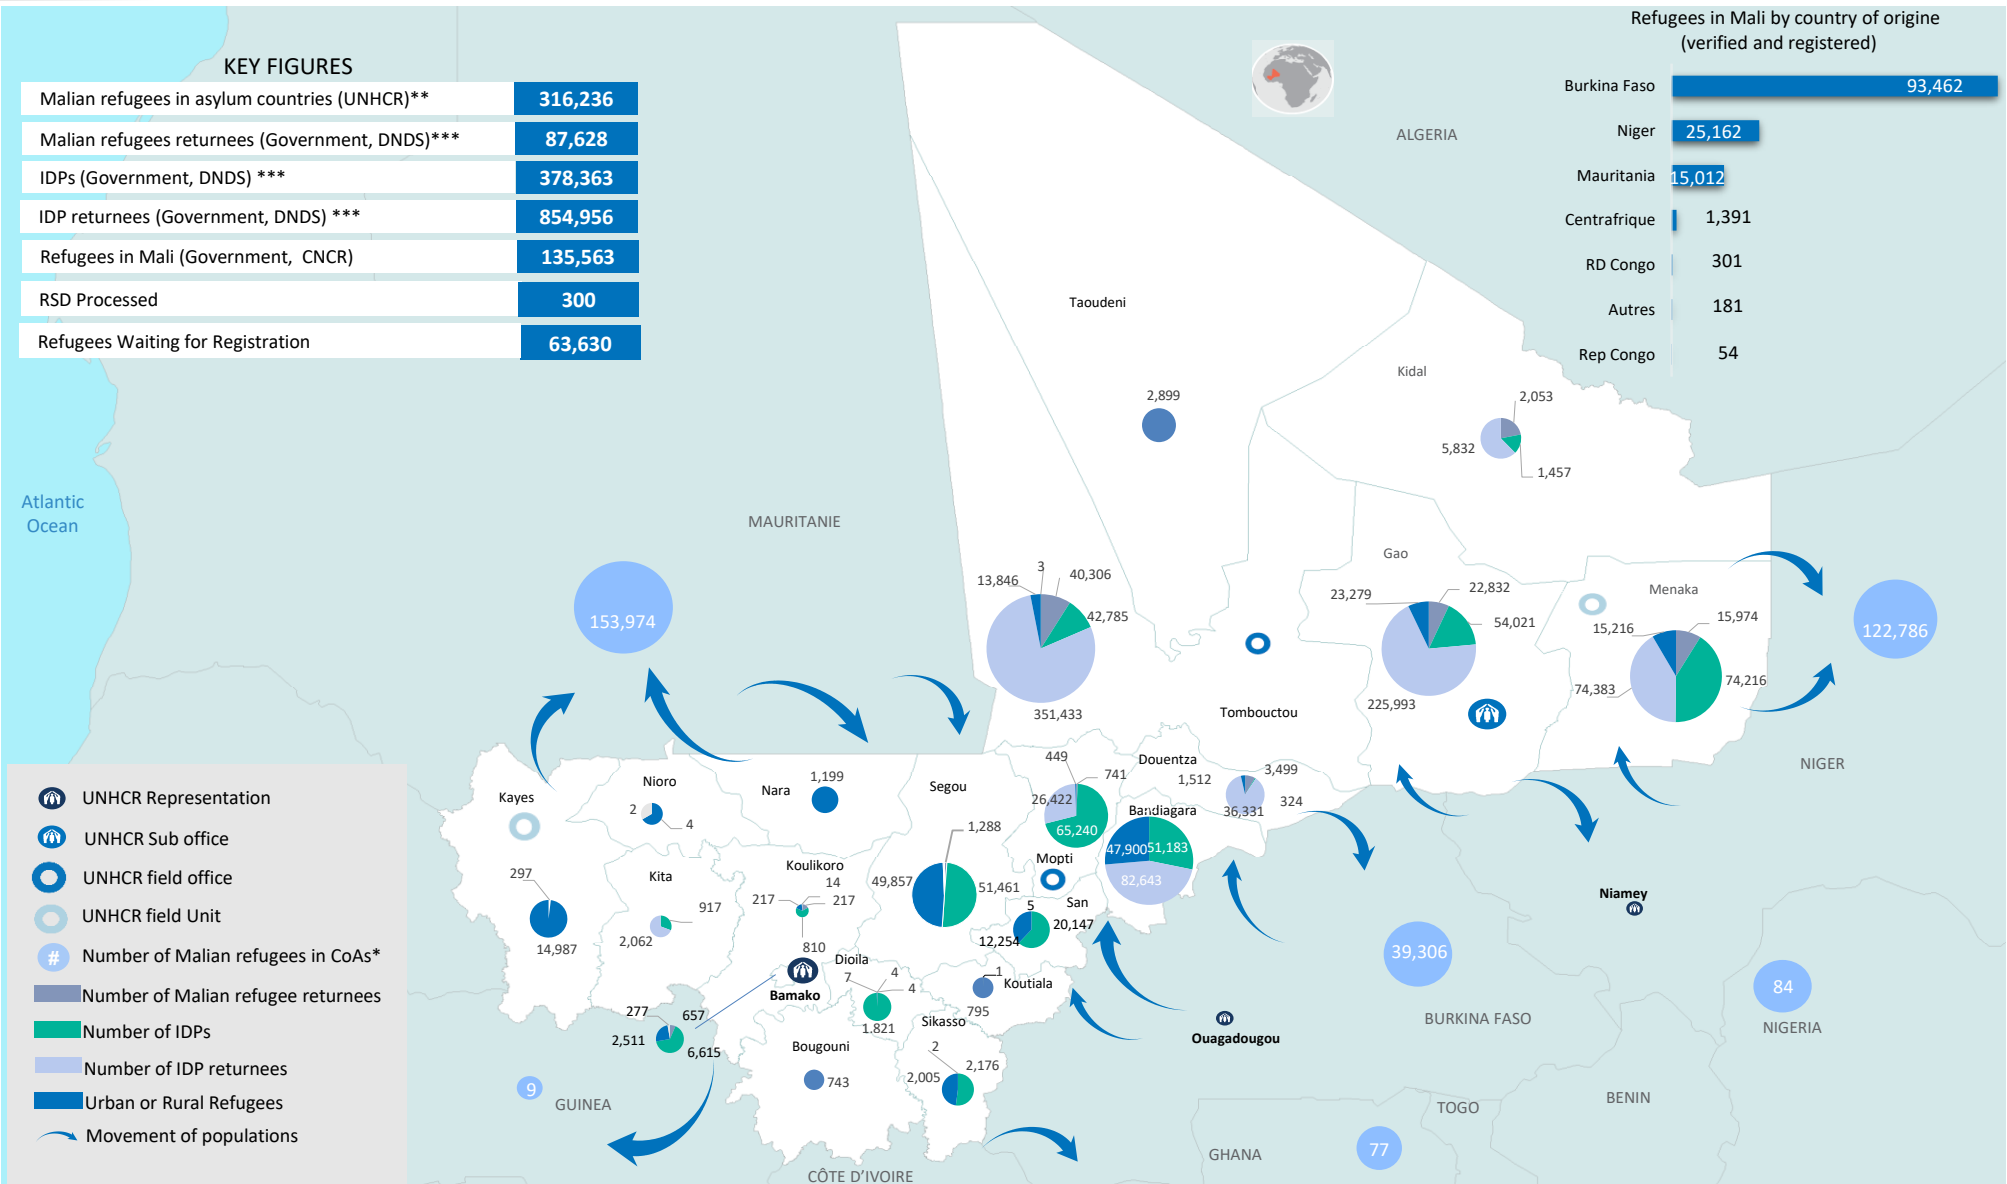 KEY FIGURES
Malian refugees in asylum countries (UNHCR)** 316,236
Malian refugees returnees (Government, DNDS)*** 87,628
IDPs (Government, DNDS) *** 378,363
IDP returnees (Government, DNDS) *** 854,956
Refugees in Mali (Government, CNCR) 135,563
RSD Processed 300
Refugees Waiting for Registration 63,630
Refugees in Mali by country of origine
(verified and registered)
Burkina Faso 93,462
Niger 25,162
Mauritania 15,012
Centrafrique 1,391
RD Congo 301
Autres 181
Rep Congo 54
ALGERIA
Taoudeni
2,899
Kidal
2,053
5,832
1,457
Atlantic
Ocean
MAURITANIE
153,974
3
13,846
40,306
42,785
351,433
Tombouctou
Gao
23,279
22,832
54,021
225,993
Menaka
15,216
15,974
74,383
74,216
122,786
NIGER
Kayes
297
14,987
Nioro
2
4
Nara
1,199
Segou
1,288
49,857
51,461
449
741
26,422
65,240
Mopti
Douentza
1,512
3,499
324
36,331
Bandiagara
47,900
51,183
82,643
Kita
917
2,062
Koulikoro
14
217
217
810
Bamako
277
657
2,511
6,615
Dioila
7
4
4
1.821
San
5
20,147
12,254
Koutiala
1
795
Sikasso
2
2,176
2,005
Bougouni
743
Niamey
39,306
BURKINA FASO
Ouagadougou
84
NIGERIA
BENIN
TOGO
GHANA
77
CÔTE D'IVOIRE
9
GUINEA
UNHCR Representation
UNHCR Sub office
UNHCR field office
UNHCR field Unit
# Number of Malian refugees in CoAs*
Number of Malian refugee returnees
Number of IDPs
Number of IDP returnees
Urban or Rural Refugees
Movement of populations